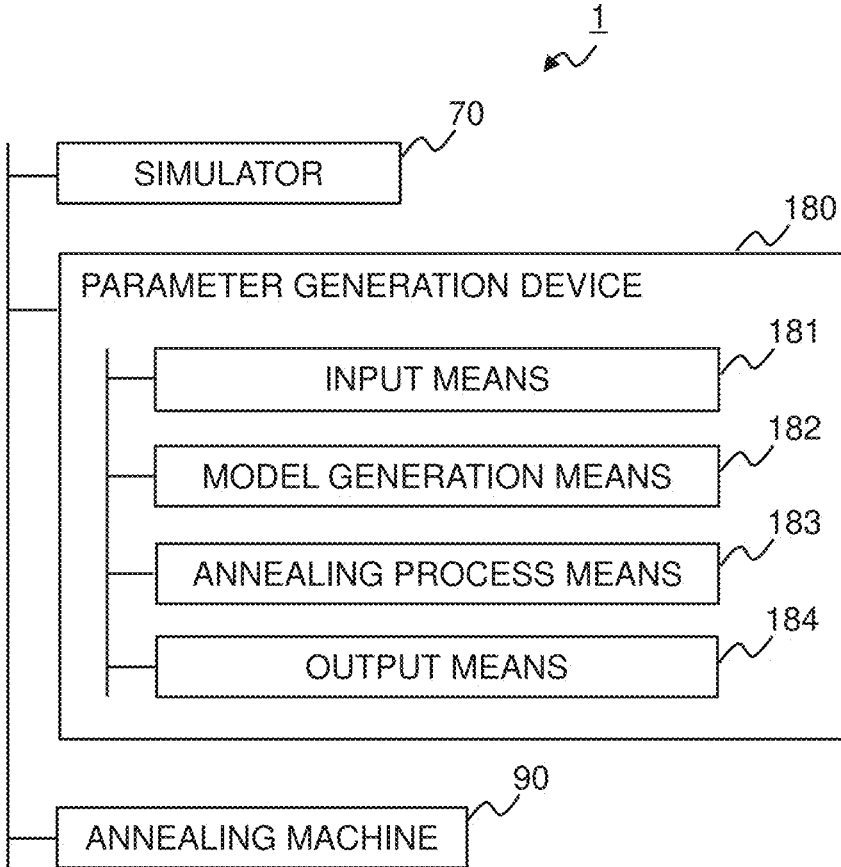 1
70
SIMULATOR
180
PARAMETER GENERATION DEVICE
181
INPUT MEANS
182
MODEL GENERATION MEANS
183
ANNEALING PROCESS MEANS
184
OUTPUT MEANS
90
ANNEALING MACHINE